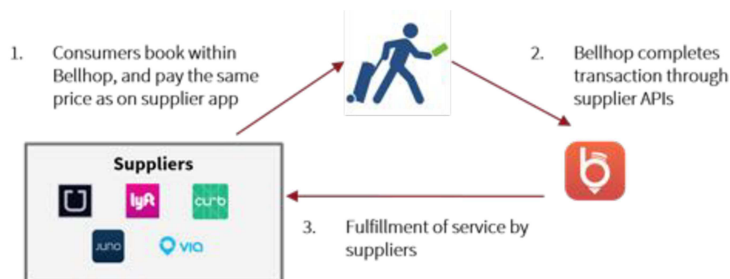 1. Consumers book within
Bellhop, and pay the same
price as on supplier app
2. Bellhop completes
transaction through
supplier APIs
Suppliers
lyft
curb
JUNO
via
3. Fulfillment of service by
suppliers